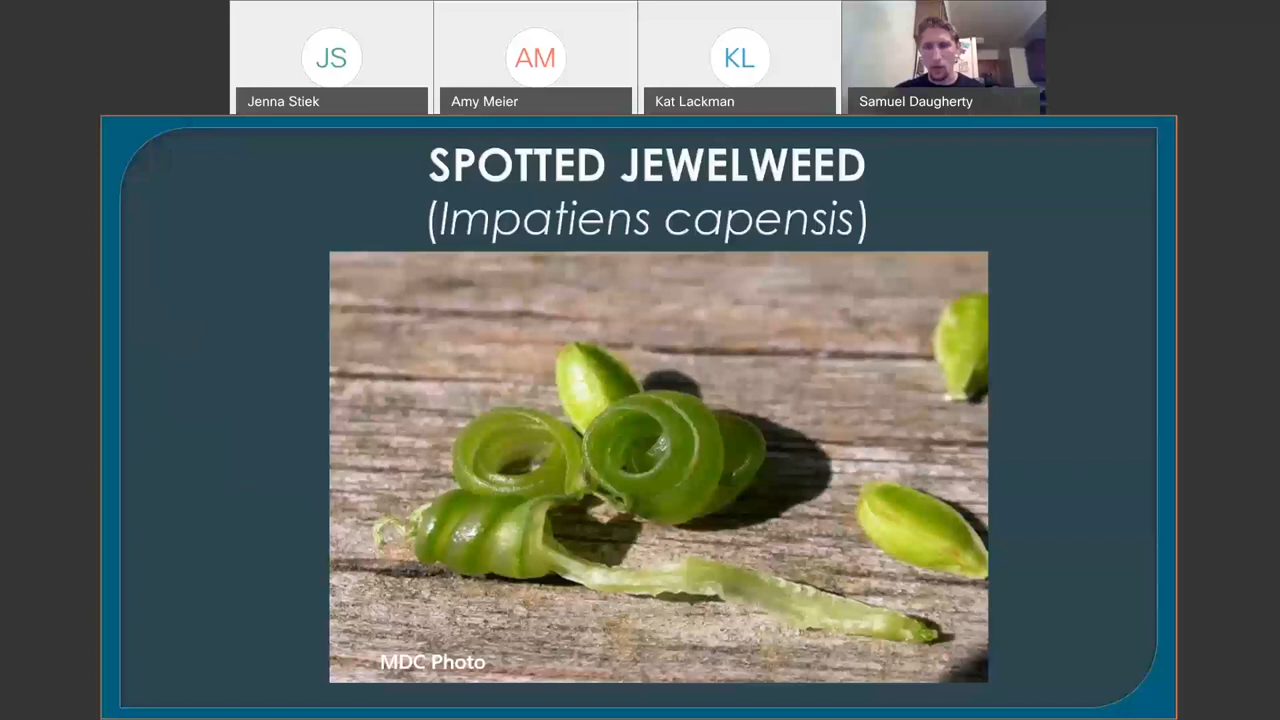 JS
AM
KL
Jenna Stiek
Amy Meier
Kat Lackman
Samuel Daugherty
SPOTTED JEWELWEED
(Impatiens capensis)
MDC Photo